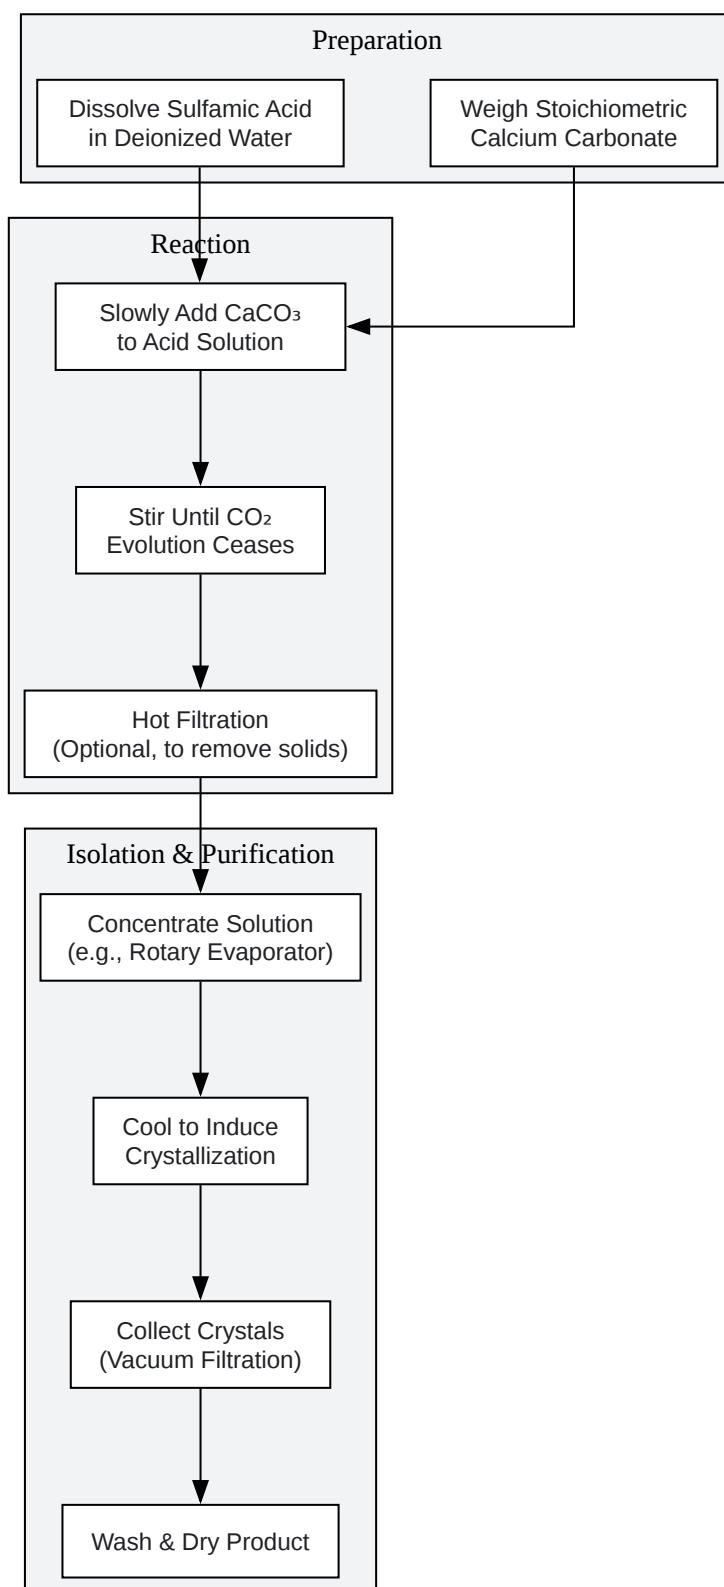 Preparation
Dissolve Sulfamic Acid
in Deionized Water
Weigh Stoichiometric
Calcium Carbonate
Reaction
Slowly Add CaCO₃
to Acid Solution
Stir Until CO₂
Evolution Ceases
Hot Filtration
(Optional, to remove solids)
Isolation & Purification
Concentrate Solution
(e.g., Rotary Evaporator)
Cool to Induce
Crystallization
Collect Crystals
(Vacuum Filtration)
Wash & Dry Product